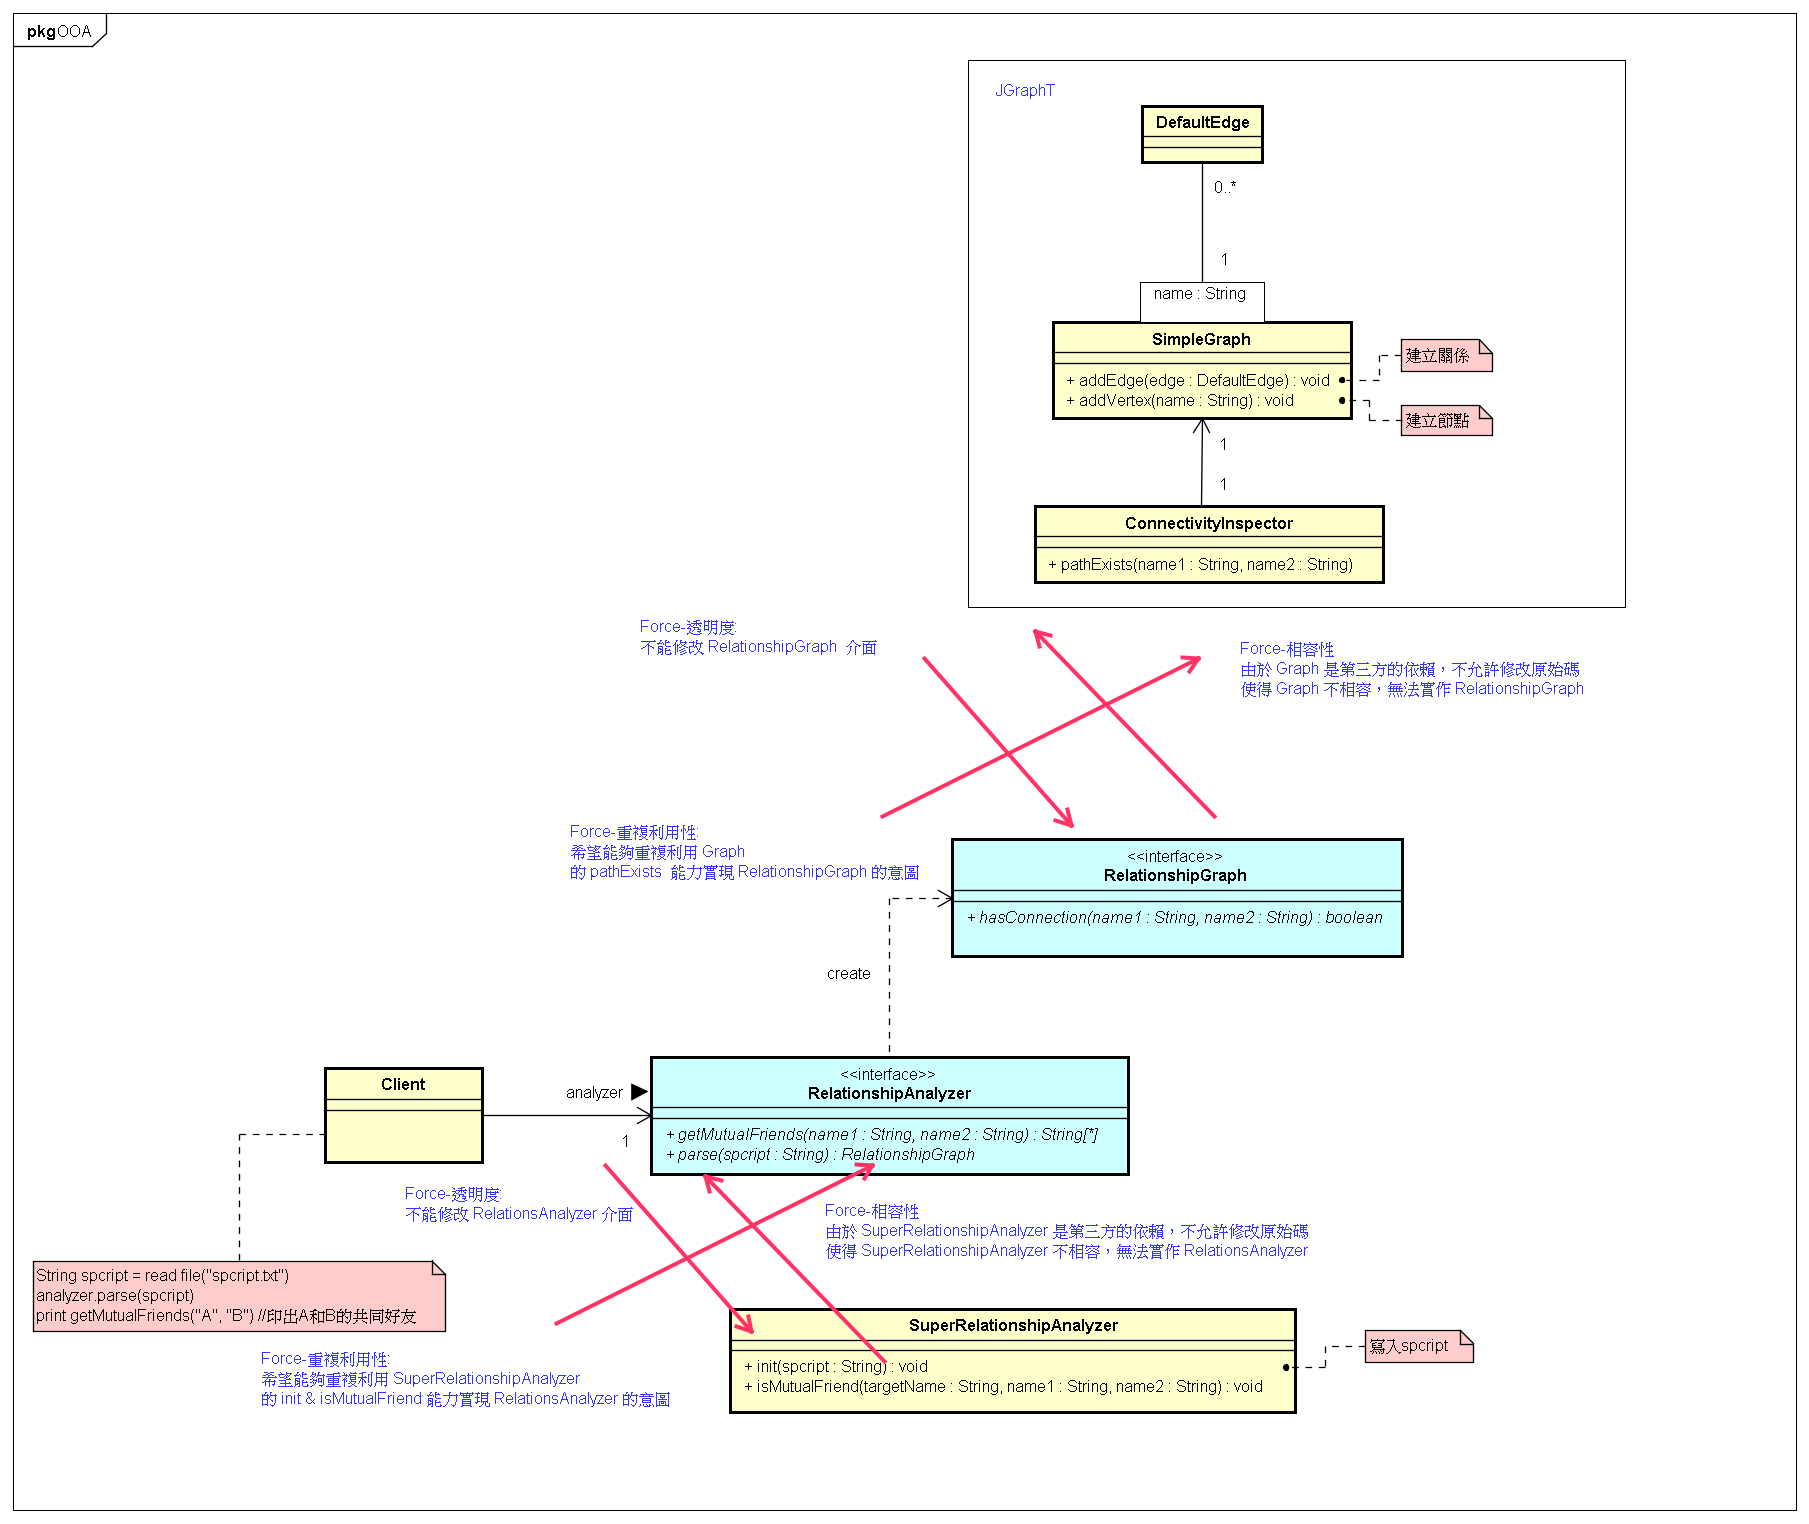 pkg OOA
JGraphT
DefaultEdge
0..*
1
name : String
SimpleGraph
+ addEdge(edge : DefaultEdge) : void
+ addVertex(name : String) : void
建立關係
建立節點
1
1
ConnectivityInspector
+ pathExists(name1 : String, name2 : String)
Force-透明度:
不能修改 RelationshipGraph 介面
Force-相容性
由於 Graph 是第三方的依賴，不允許修改原始碼
使得 Graph 不相容，無法實作 RelationshipGraph
Force-重複利用性:
希望能夠重複利用 Graph
的 pathExists 能力實現 RelationshipGraph 的意圖
<<interface>>
RelationshipGraph
+ hasConnection(name1 : String, name2 : String) : boolean
create
Client
analyzer
1
<<interface>>
RelationshipAnalyzer
+ getMutualFriends(name1 : String, name2 : String) : String[*]
+ parse(spcript : String) : RelationshipGraph
Force-透明度:
不能修改 RelationsAnalyzer 介面
Force-相容性
由於 SuperRelationshipAnalyzer 是第三方的依賴，不允許修改原始碼
使得 SuperRelationshipAnalyzer 不相容，無法實作 RelationsAnalyzer
String spcript = read file("spcript.txt")
analyzer.parse(spcript)
print getMutualFriends("A", "B") //印出A和B的共同好友
Force-重複利用性:
希望能夠重複利用 SuperRelationshipAnalyzer
的 init & isMutualFriend 能力實現 RelationsAnalyzer 的意圖
SuperRelationshipAnalyzer
+ init(spcript : String) : void
+ isMutualFriend(targetName : String, name1 : String, name2 : String) : void
寫入spcript